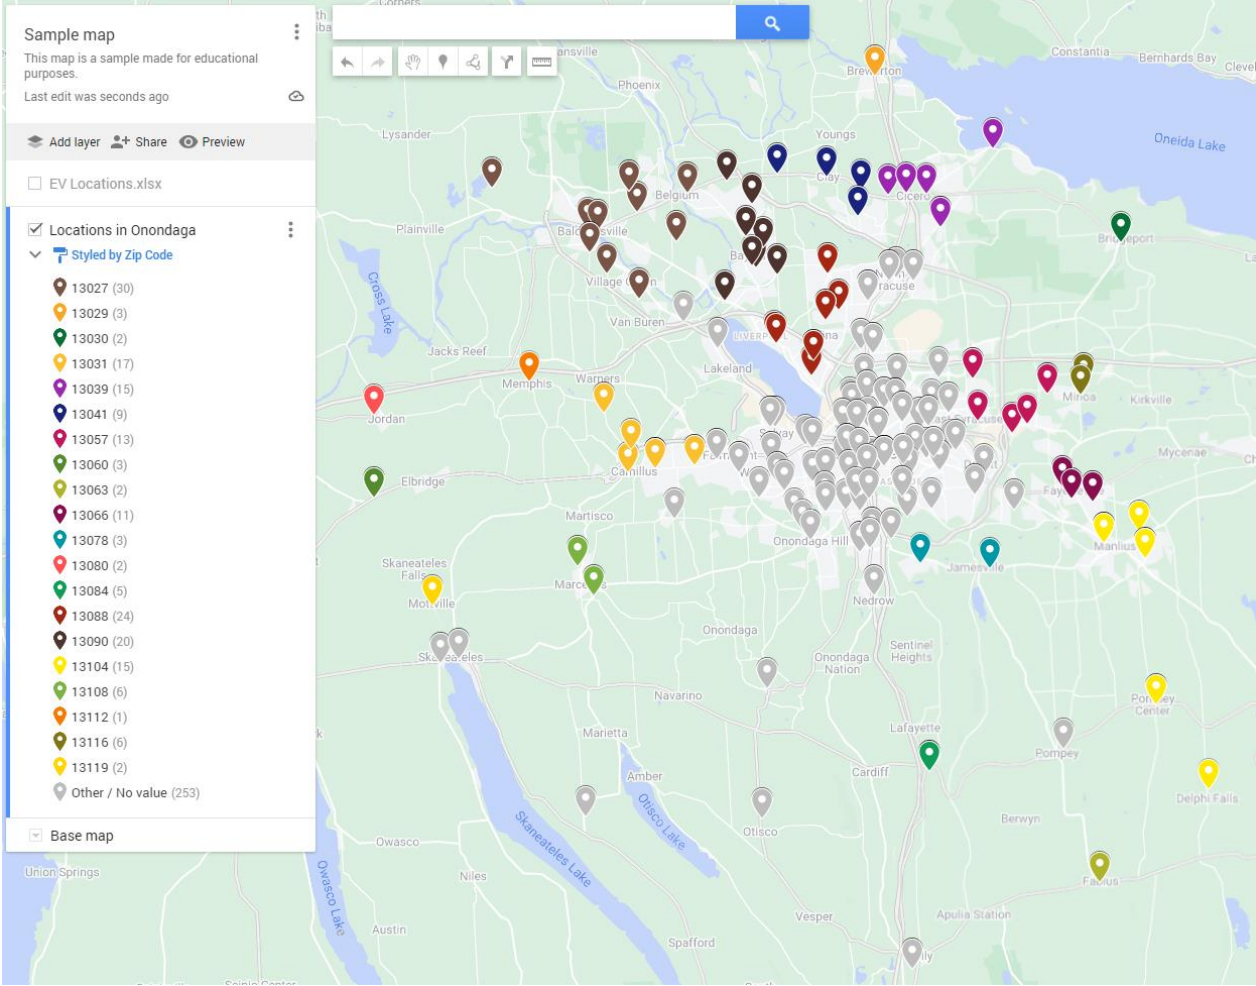 Sample map
This map is a sample made for educational
purposes.
Last edit was seconds ago
Add layer Share Preview
EV Locations.xlsx
Locations in Onondaga
Styled by Zip Code
13027 (30)
13029 (3)
13030 (2)
13031 (17)
13039 (15)
13041 (9)
13057 (13)
13060 (3)
13063 (2)
13066 (11)
13078 (3)
13080 (2)
13084 (5)
13088 (24)
13090 (20)
13104 (15)
13108 (6)
13112 (1)
13116 (6)
13119 (2)
Other / No value (253)
Base map
Constantia
Bernhards Bay
Phoenix
Lysander
Youngs
Oneida Lake
Clay
Belgium
Cicero
Plainville
Cross Lake
Van Buren
Jacks Reef
Lakeland
Memphis
Warners
Minoa
Kirkville
Jordan
Mycenae
Camillus
Elbridge
Martisco
Onondaga Hill
Manlius
Skaneateles
Falls
Jamesville
Nedrow
Onondaga
Sentinel
Heights
Onondaga
Nation
Navarino
Center
Marietta
Lafayette
Pompey
Amber
Cardiff
Delphi Falls
Otisco Lake
Skaneateles Lake
Otisco
Berwyn
Owasco
Union Springs
Owasco Lake
Niles
Vesper
Apulia Station
Austin
Spafford